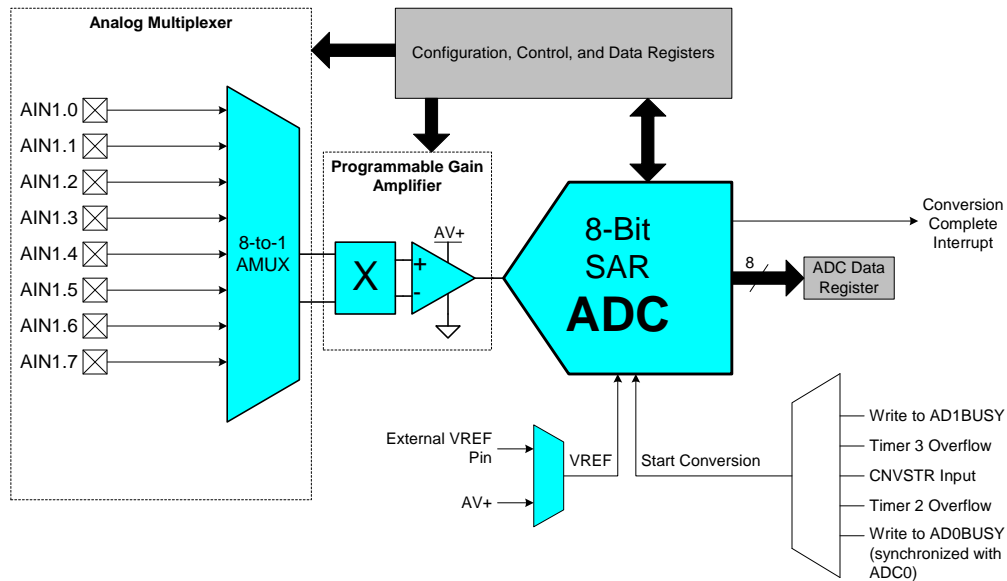 Analog Multiplexer
Configuration, Control, and Data Registers
AIN1.0
AIN1.1
AIN1.2
AIN1.3
AIN1.4
AIN1.5
AIN1.6
AIN1.7
8-to-1
AMUX
Programmable Gain
Amplifier
X
+
-
AV+
8-Bit
SAR
ADC
Conversion
Complete
Interrupt
8
ADC Data
Register
External VREF
Pin
AV+
VREF
Start Conversion
Write to AD1BUSY
Timer 3 Overflow
CNVSTR Input
Timer 2 Overflow
Write to AD0BUSY
(synchronized with
ADC0)